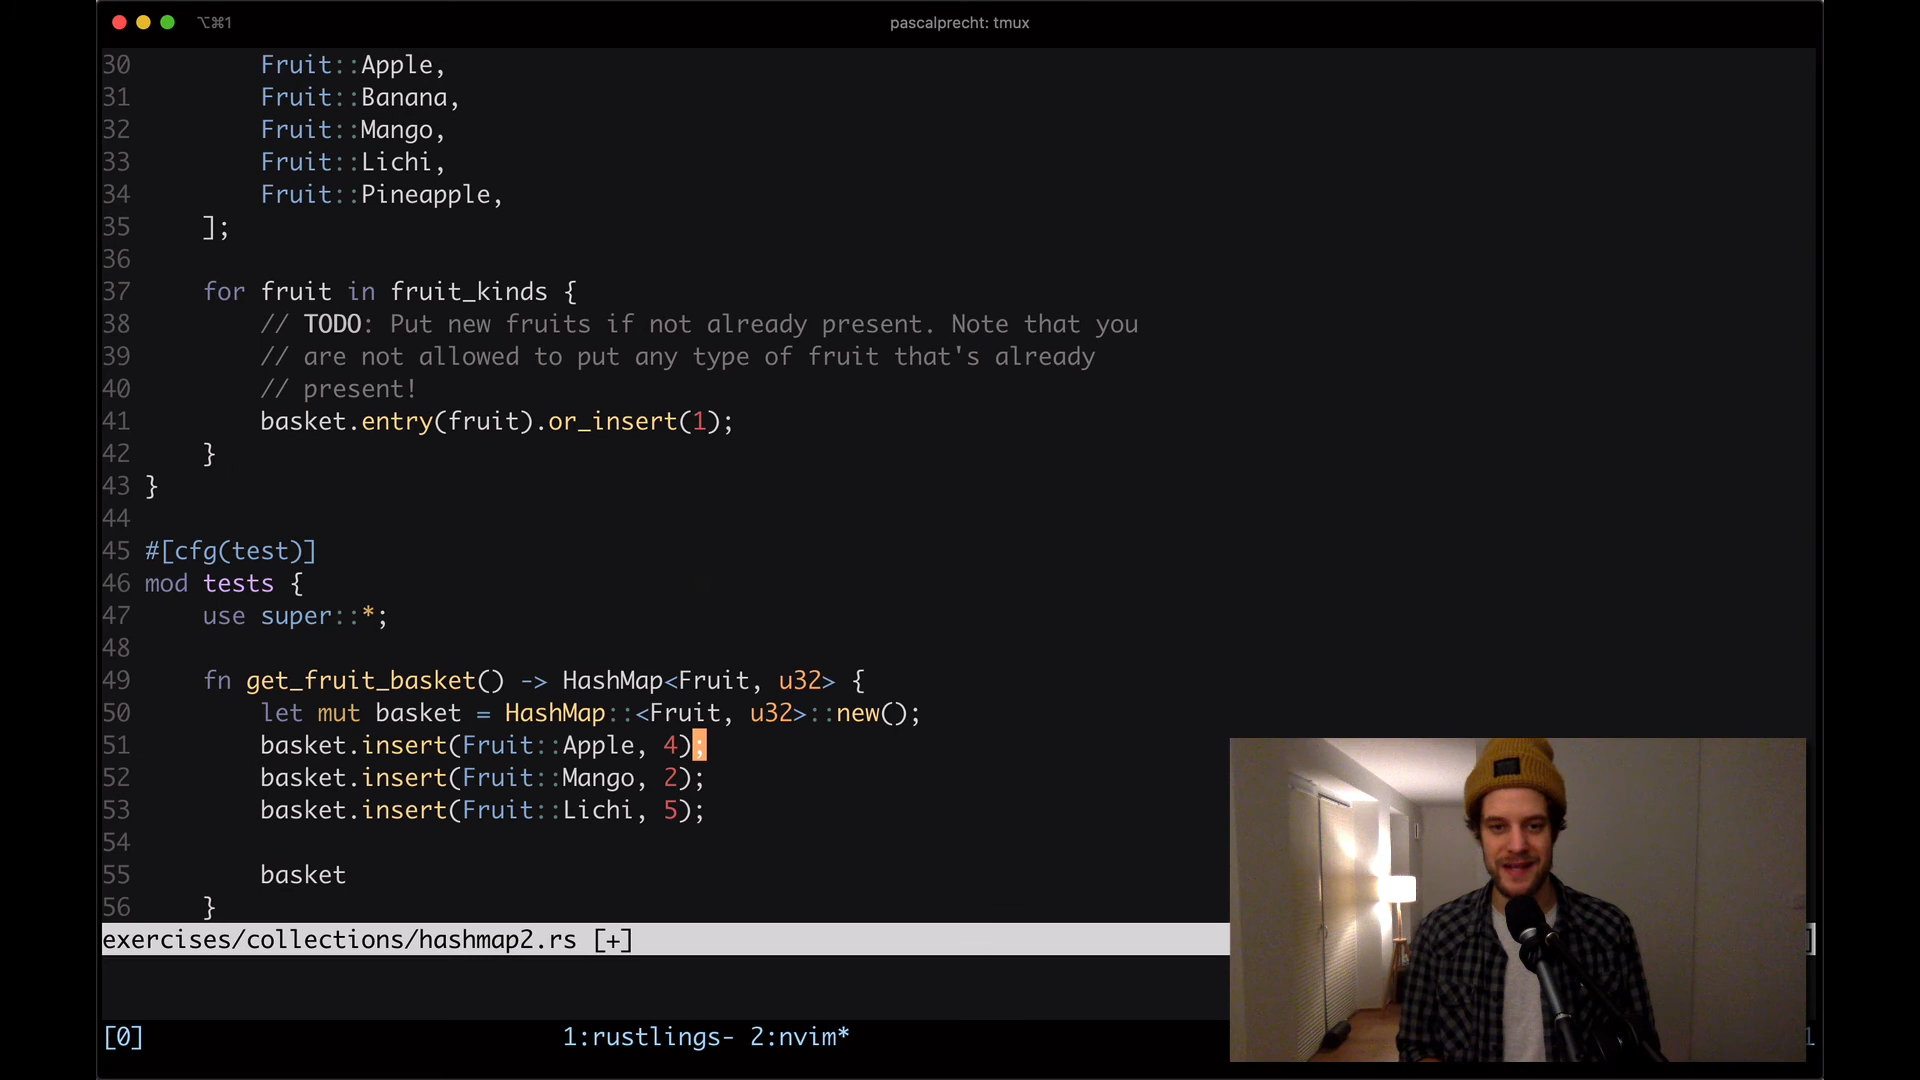 ⌥⌘1 pascalprecht: tmux
30 Fruit::Apple,
31 Fruit::Banana,
32 Fruit::Mango,
33 Fruit::Lichi,
34 Fruit::Pineapple,
35 ];
36
37 for fruit in fruit_kinds {
38 // TODO: Put new fruits if not already present. Note that you
39 // are not allowed to put any type of fruit that's already
40 // present!
41 basket.entry(fruit).or_insert(1);
42 }
43 }
44
45 #[cfg(test)]
46 mod tests {
47 use super::*;
48
49 fn get_fruit_basket() -> HashMap<Fruit, u32> {
50 let mut basket = HashMap::<Fruit, u32>::new();
51 basket.insert(Fruit::Apple, 4);
52 basket.insert(Fruit::Mango, 2);
53 basket.insert(Fruit::Lichi, 5);
54
55 basket
56 }
exercises/collections/hashmap2.rs [+]
[0] 1:rustlings- 2:nvim*